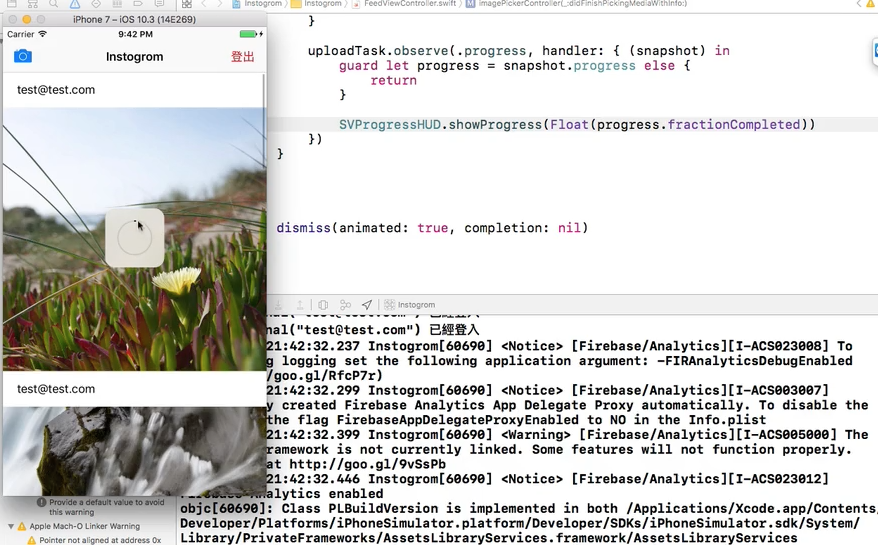 Instogrom
Instogrom
FeedViewController.swift
imagePickerController(_:didFinishPickingMediaWithInfo:)
iPhone 7 – iOS 10.3 (14E269)
Carrier
9:42 PM
Instogrom
登出
test@test.com
test@test.com
}
uploadTask.observe(.progress, handler: { (snapshot) in
guard let progress = snapshot.progress else {
return
}
SVProgressHUD.showProgress(Float(progress.fractionCompleted))
})
}
dismiss(animated: true, completion: nil)
Instogrom
nal("test@test.com") 已經登入
nal("test@test.com") 已經登入
21:42:32.237 Instogrom[60690] <Notice> [Firebase/Analytics][I-ACS023008] To
g logging set the following application argument: -FIRAnalyticsDebugEnabled
/goo.gl/RfcP7r)
21:42:32.299 Instogrom[60690] <Notice> [Firebase/Analytics][I-ACS003007]
y created Firebase Analytics App Delegate Proxy automatically. To disable the
the flag FirebaseAppDelegateProxyEnabled to NO in the Info.plist
21:42:32.399 Instogrom[60690] <Warning> [Firebase/Analytics][I-ACS005000] The
ramework is not currently linked. Some features will not function properly.
at http://goo.gl/9vSsPb
21:42:32.446 Instogrom[60690] <Notice> [Firebase/Analytics][I-ACS023012]
Firebase Analytics enabled
objc[60690]: Class PLBuildVersion is implemented in both /Applications/Xcode.app/Contents/
Developer/Platforms/iPhoneSimulator.platform/Developer/SDKs/iPhoneSimulator.sdk/System/
Library/PrivateFrameworks/AssetsLibraryServices.framework/AssetsLibraryServices
Provide a default value to avoid
this warning
Apple Mach-O Linker Warning
Pointer not aligned at address 0x